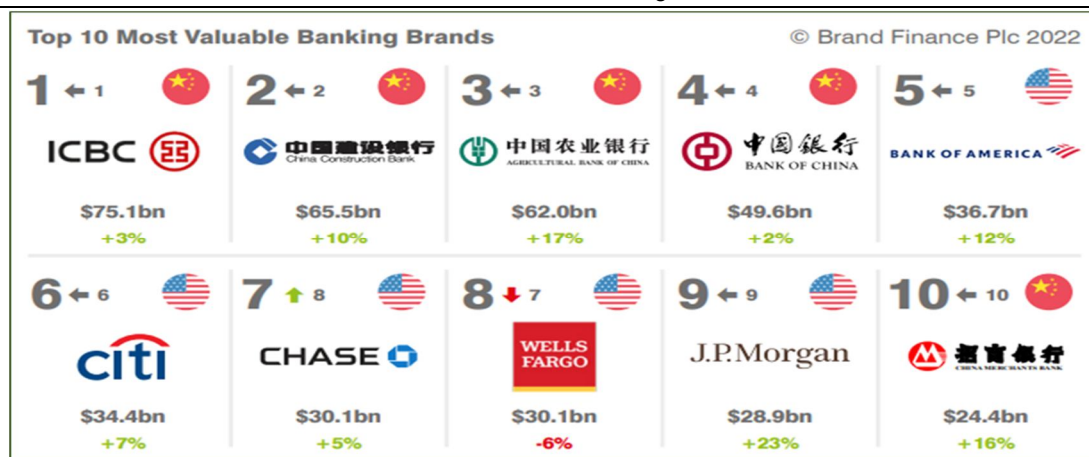 Top 10 Most Valuable Banking Brands
© Brand Finance Plc 2022
1 ← 1
2 ← 2
3 ← 3
4 ← 4
5 ← 5
ICBC
中国建设银行
China Construction Bank
中国农业银行
AGRICULTURAL BANK OF CHINA
中国銀行
BANK OF CHINA
BANK OF AMERICA
$75.1bn
$65.5bn
$62.0bn
$49.6bn
$36.7bn
+3%
+10%
+17%
+2%
+12%
6 ← 6
7 ↑ 8
8 ↓ 7
9 ← 9
10 ← 10
citi
CHASE
WELLS
FARGO
J.P.Morgan
招商银行
CHINA MERCHANTS BANK
$34.4bn
$30.1bn
$30.1bn
$28.9bn
$24.4bn
+7%
+5%
-6%
+23%
+16%